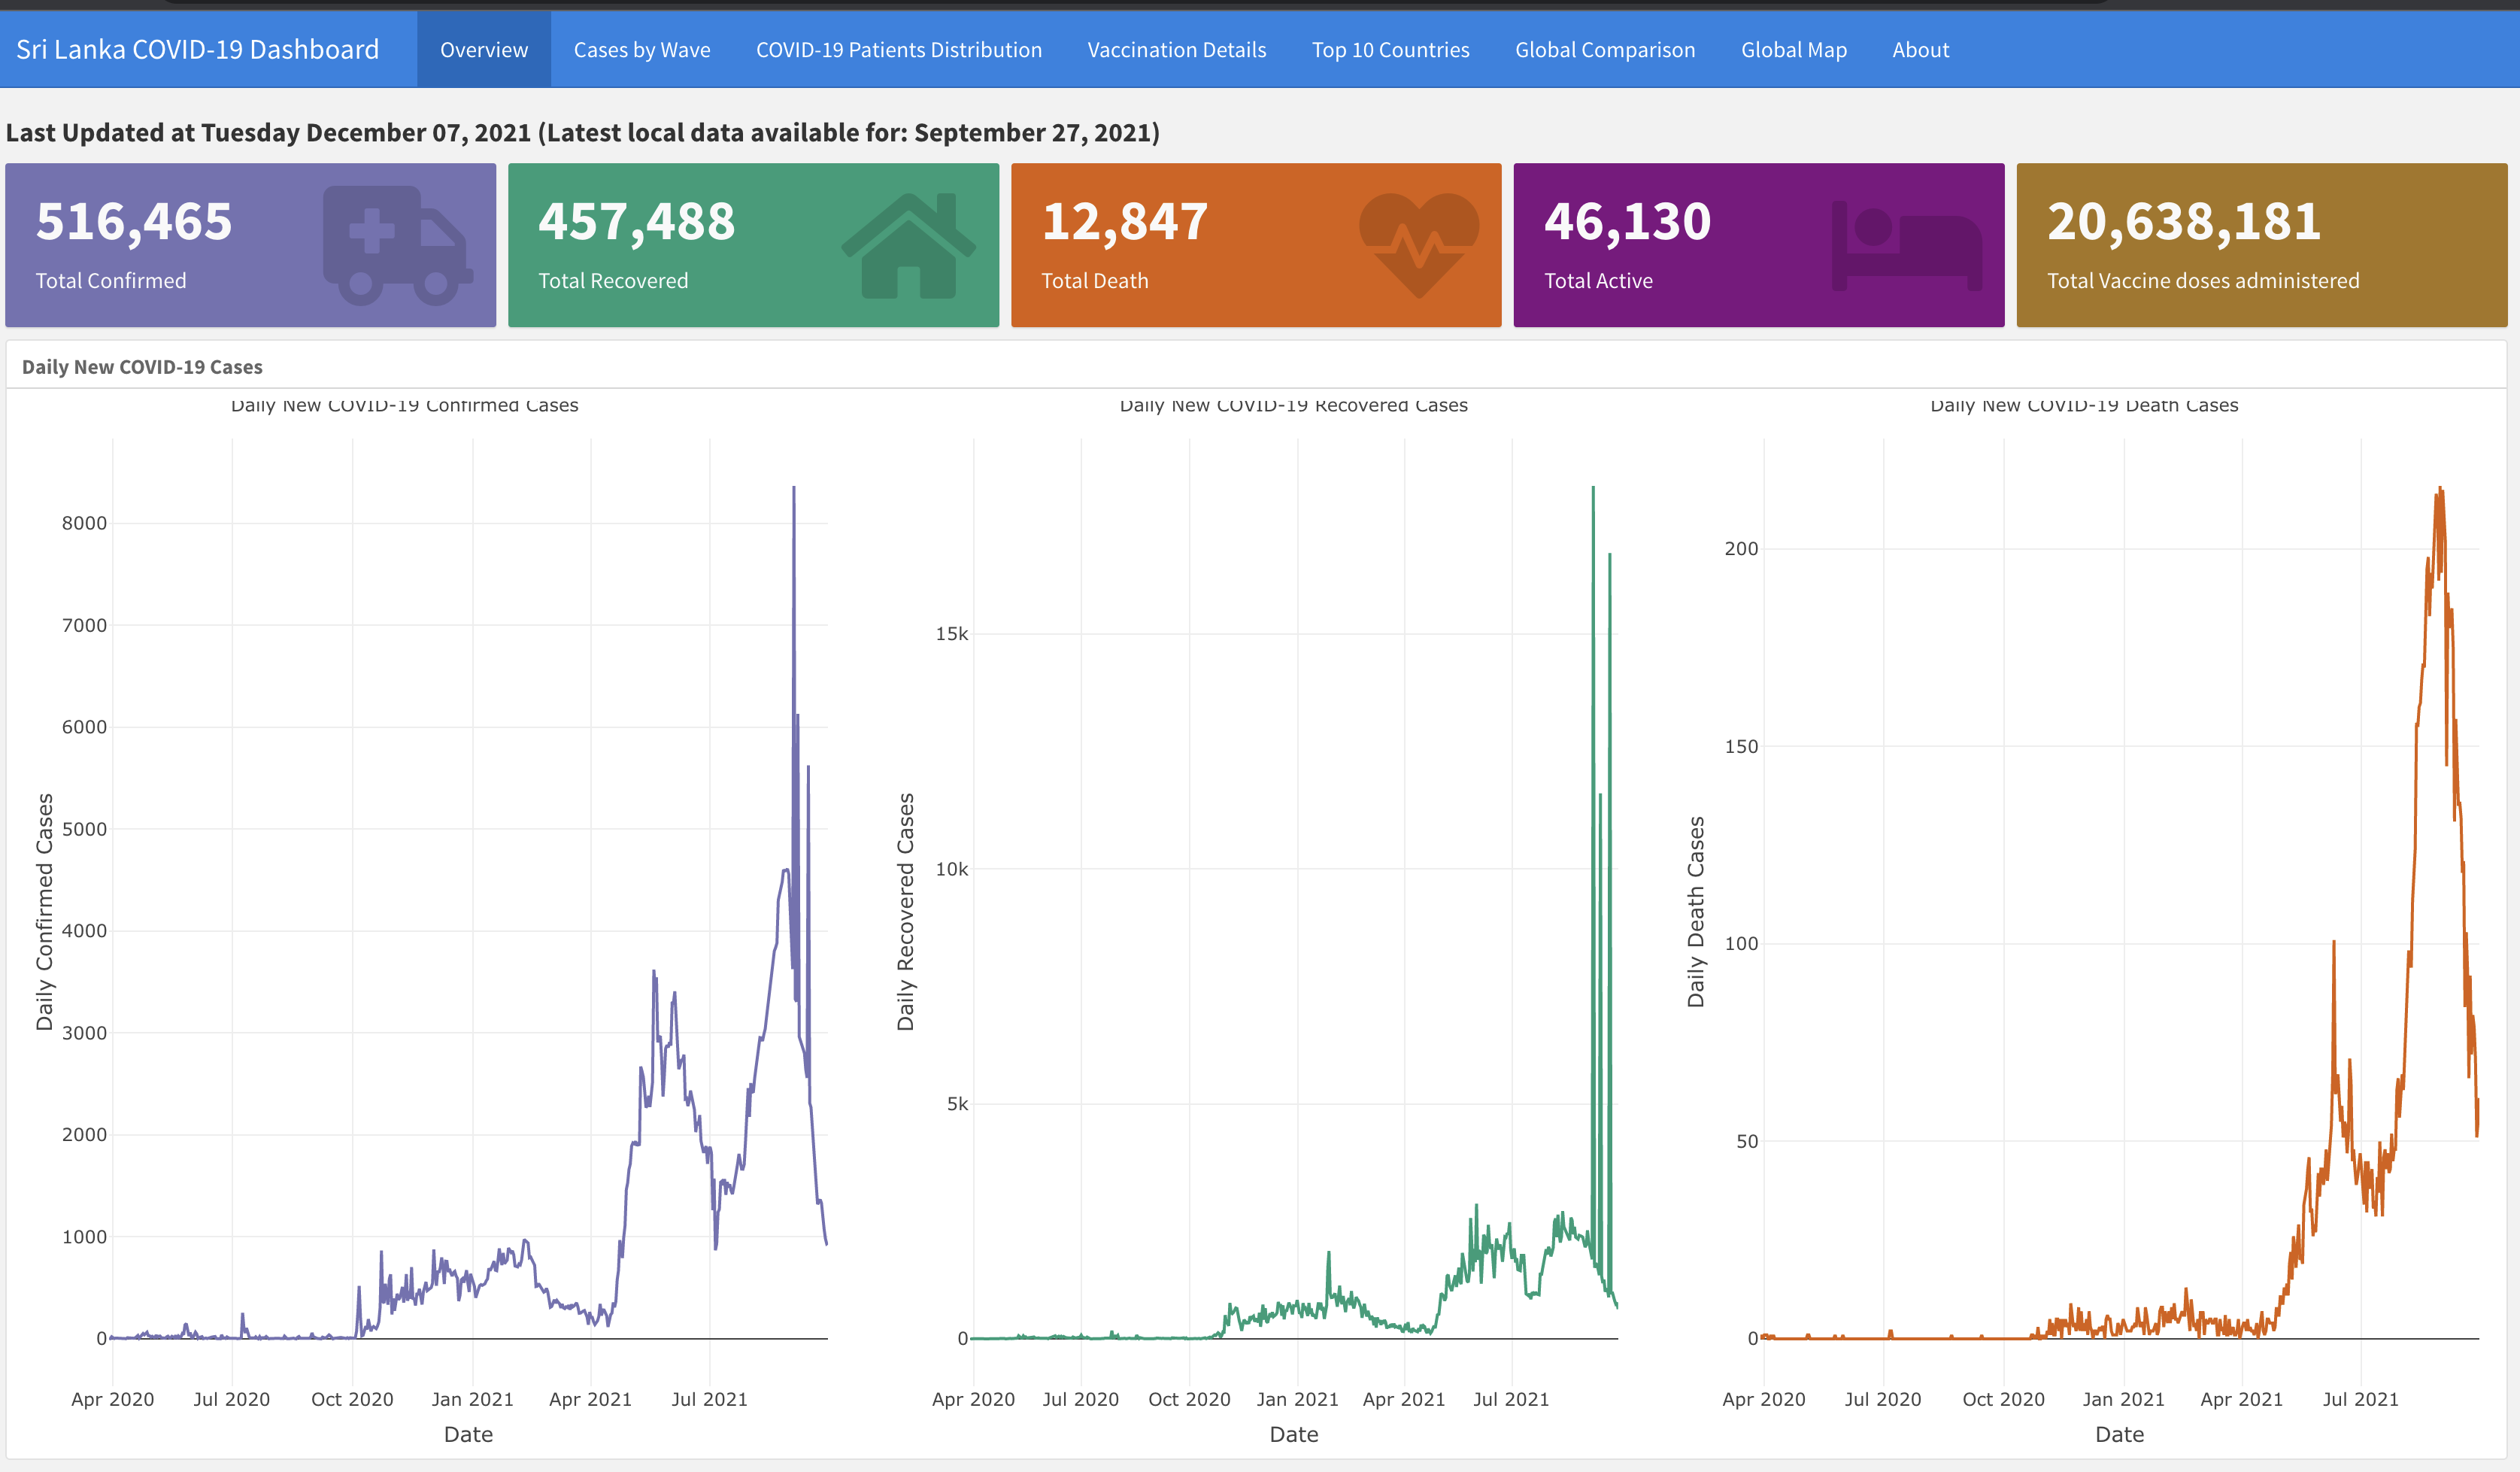 Sri Lanka COVID-19 Dashboard
Overview
Cases by Wave
COVID-19 Patients Distribution
Vaccination Details
Top 10 Countries
Global Comparison
Global Map
About
Last Updated at Tuesday December 07, 2021 (Latest local data available for: September 27, 2021)
516,465
Total Confirmed
457,488
Total Recovered
12,847
Total Death
46,130
Total Active
20,638,181
Total Vaccine doses administered
Daily New COVID-19 Cases
Daily New COVID-19 Confirmed Cases
Daily Confirmed Cases
8000
7000
6000
5000
4000
3000
2000
1000
0
Apr 2020
Jul 2020
Oct 2020
Jan 2021
Apr 2021
Jul 2021
Date
Daily New COVID-19 Recovered Cases
Daily Recovered Cases
15k
10k
5k
0
Apr 2020
Jul 2020
Oct 2020
Jan 2021
Apr 2021
Jul 2021
Date
Daily New COVID-19 Death Cases
Daily Death Cases
200
150
100
50
0
Apr 2020
Jul 2020
Oct 2020
Jan 2021
Apr 2021
Jul 2021
Date